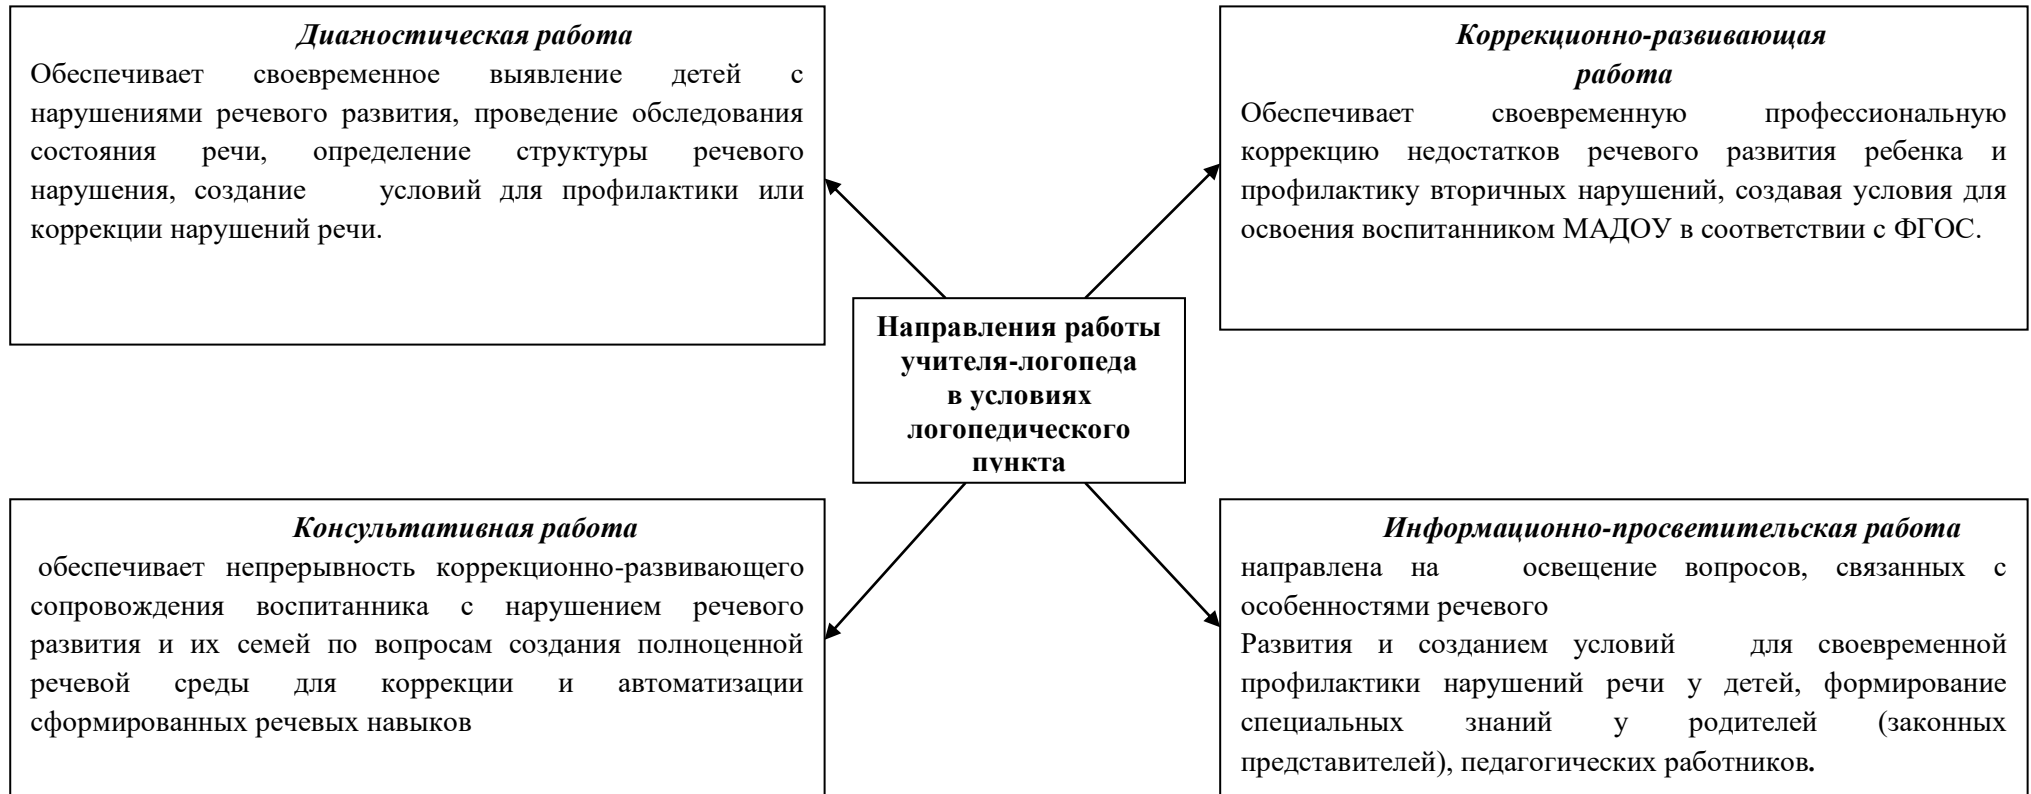 Диагностическая работа
Обеспечивает своевременное выявление детей с
нарушениями речевого развития, проведение обследования
состояния речи, определение структуры речевого
нарушения, создание условий для профилактики или
коррекции нарушений речи.
Коррекционно-развивающая
работа
Обеспечивает своевременную профессиональную
коррекцию недостатков речевого развития ребенка и
профилактику вторичных нарушений, создавая условия для
освоения воспитанником МАДОУ в соответствии с ФГОС.
Направления работы
учителя-логопеда
в условиях
логопедического
пункта
Консультативная работа
обеспечивает непрерывность коррекционно-развивающего
сопровождения воспитанника с нарушением речевого
развития и их семей по вопросам создания полноценной
речевой среды для коррекции и автоматизации
сформированных речевых навыков
Информационно-просветительская работа
направлена на освещение вопросов, связанных с
особенностями речевого
Развития и созданием условий для своевременной
профилактики нарушений речи у детей, формирование
специальных знаний у родителей (законных
представителей), педагогических работников.